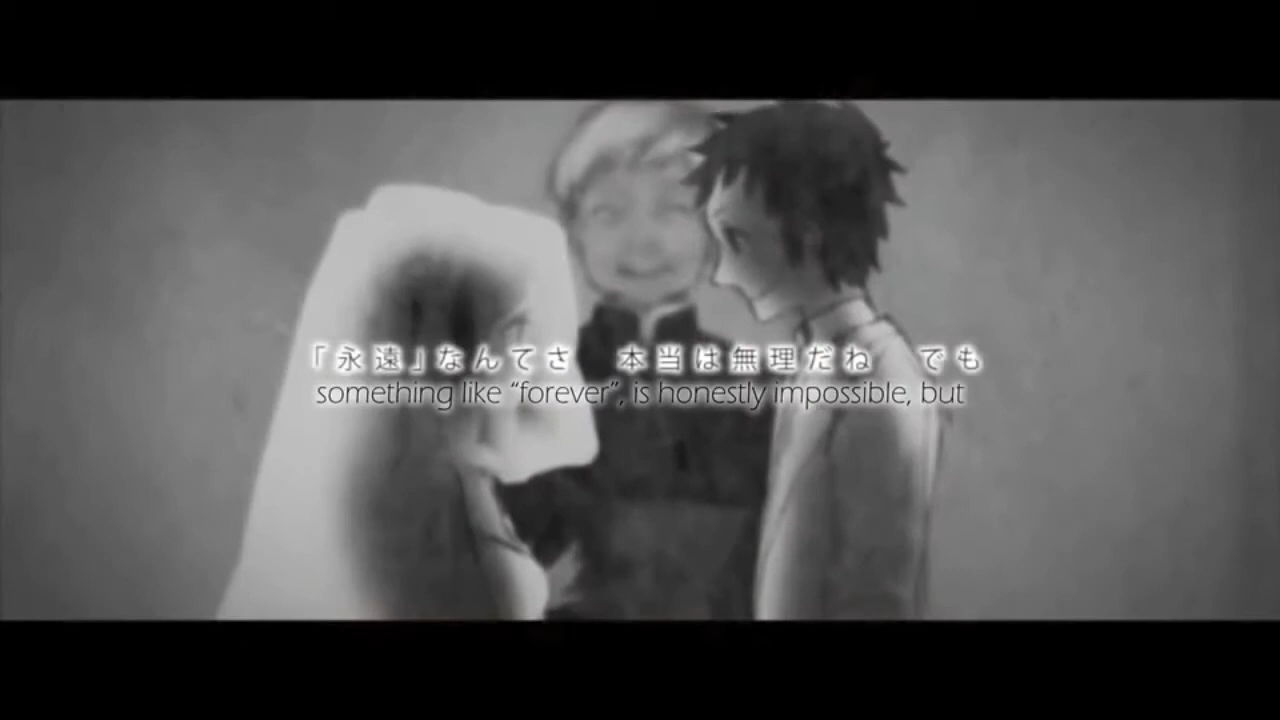 「永遠」なんてさ　本当は無理だね　でも
something like “forever”, is honestly impossible, but